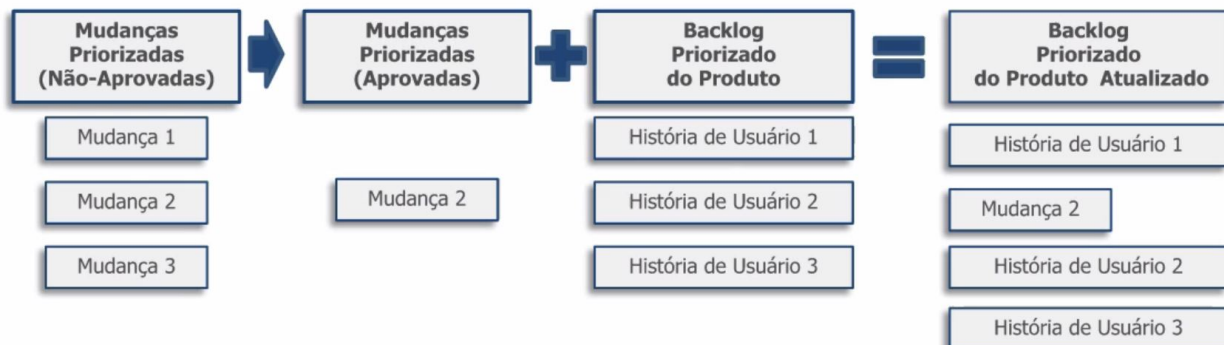 Mudanças
Priorizadas
(Não-Aprovadas)
Mudança 1
Mudança 2
Mudança 3
Mudanças
Priorizadas
(Aprovadas)
Mudança 2
Backlog
Priorizado
do Produto
História de Usuário 1
História de Usuário 2
História de Usuário 3
Backlog
Priorizado
do Produto Atualizado
História de Usuário 1
Mudança 2
História de Usuário 2
História de Usuário 3